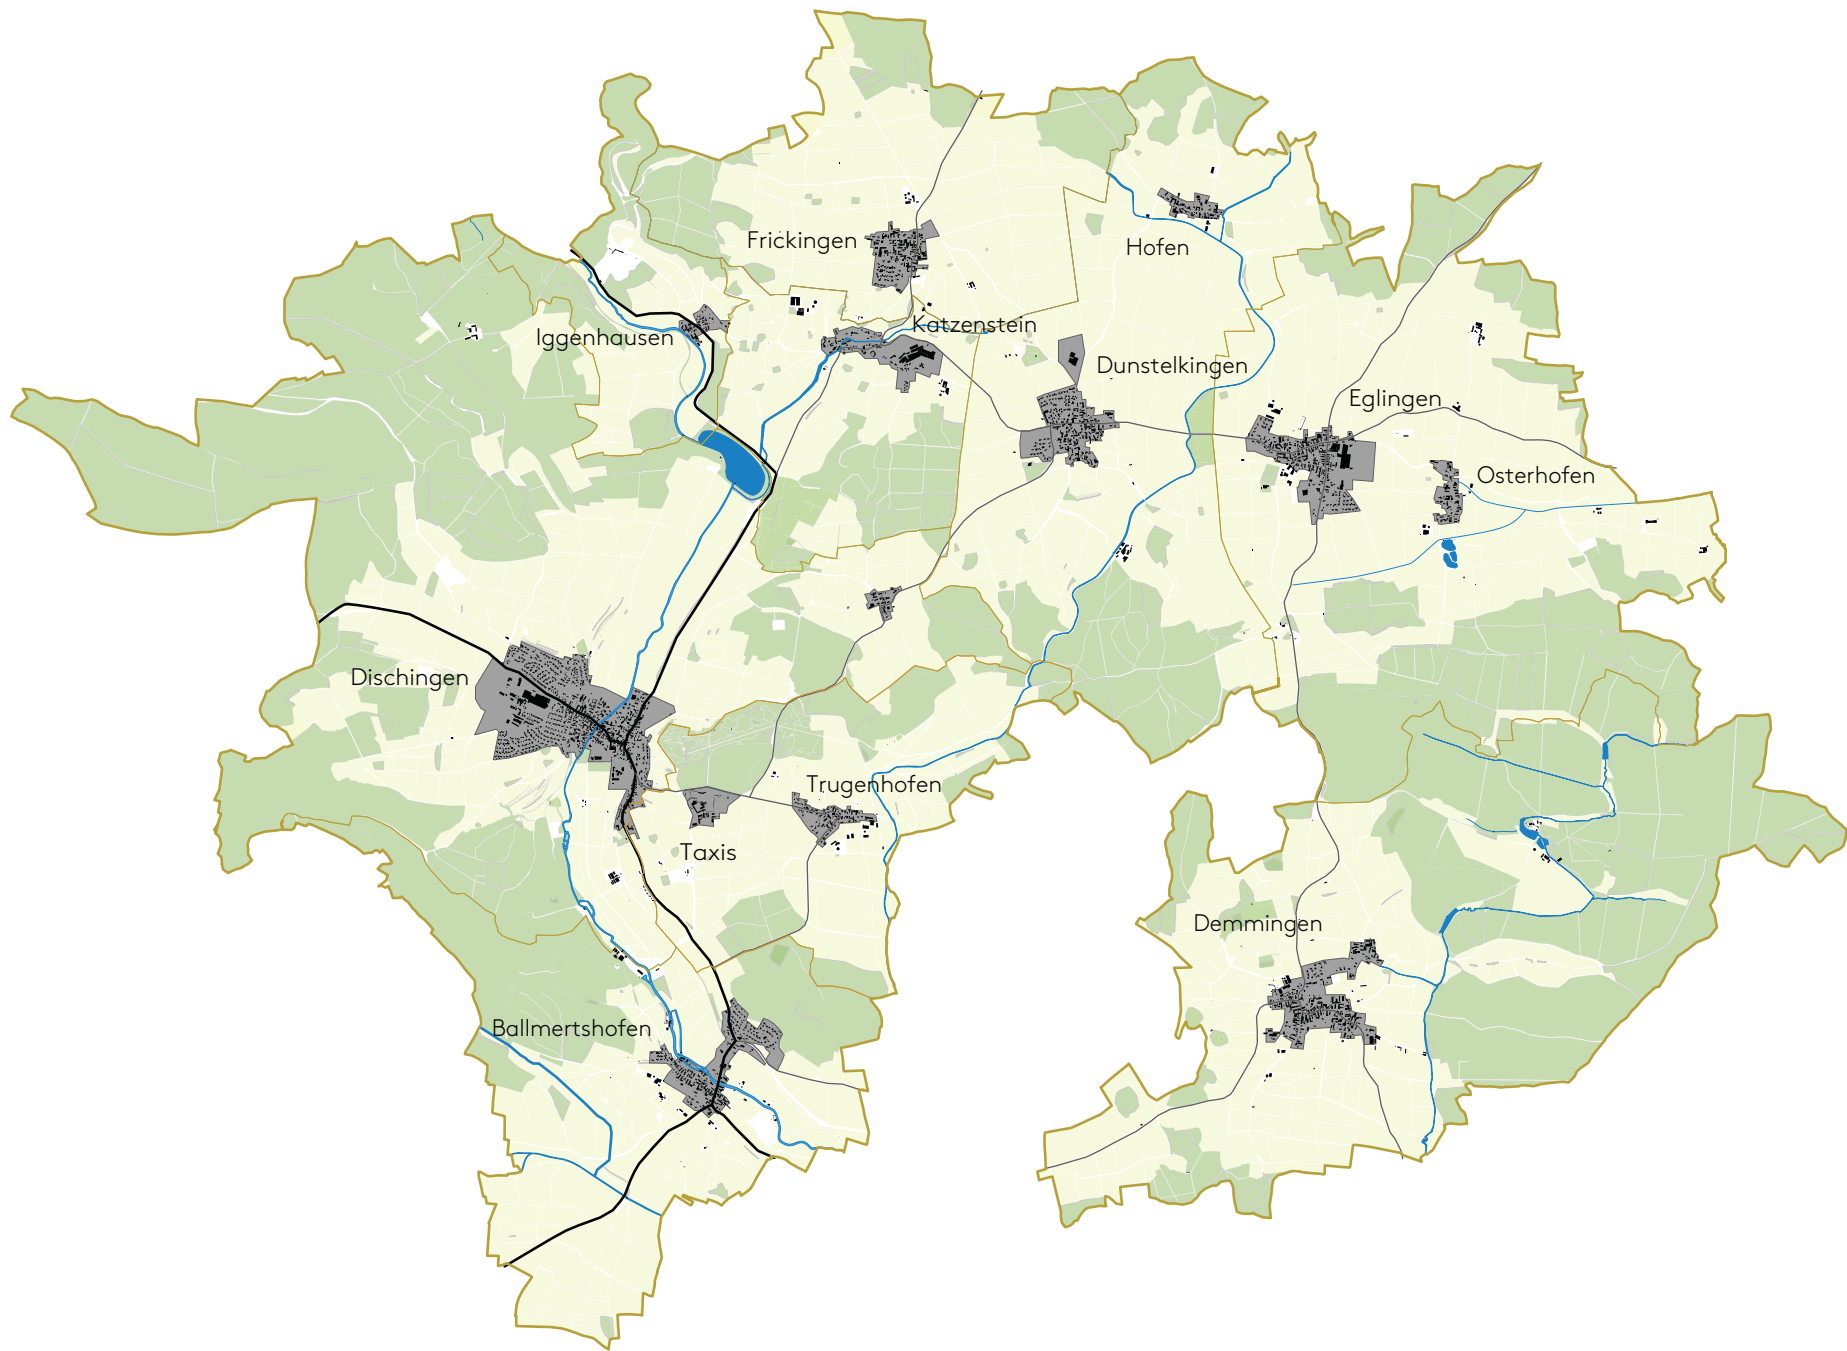 Frickingen
Hofen
Iggenhausen
Katzenstein
Dunstelkingen
Eglingen
Osterhofen
Dischingen
Trugenhofen
Taxis
Demmingen
Ballmertshofen